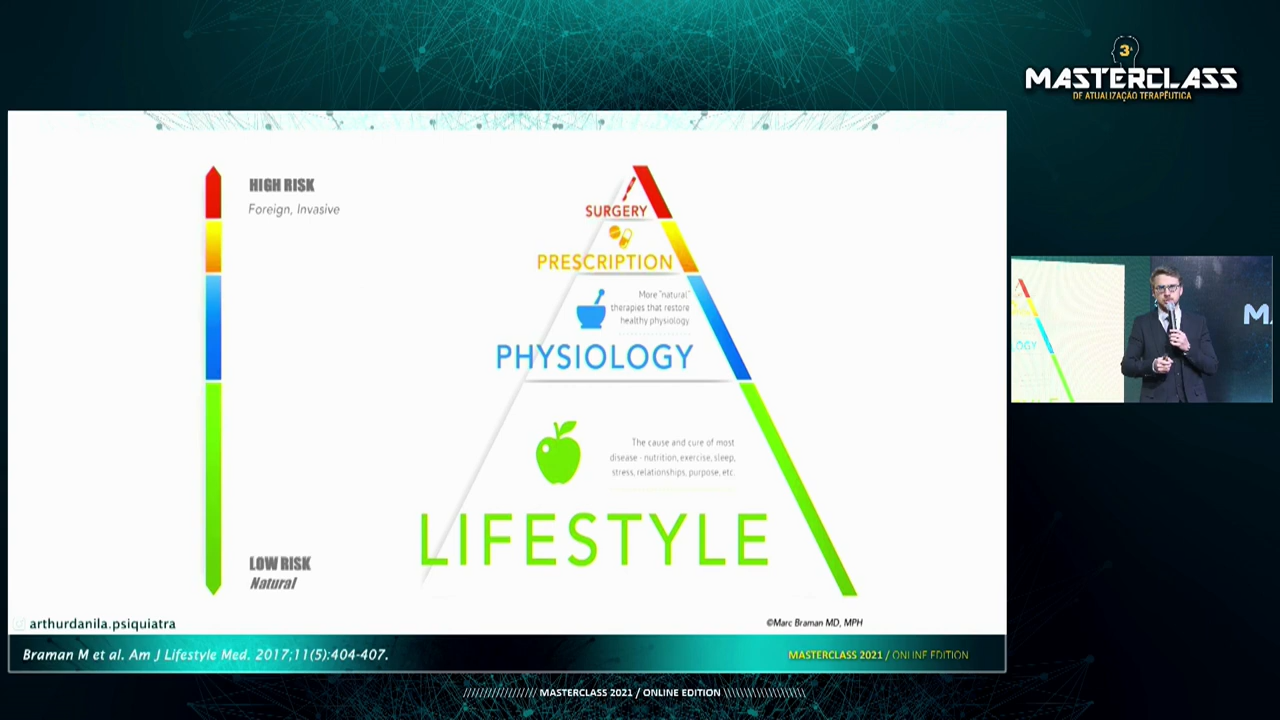 3ª
MASTERCLASS
DE ATUALIZAÇÃO TERAPÊUTICA
HIGH RISK
Foreign, Invasive
SURGERY
PRESCRIPTION
More "natural"
therapies that restore
healthy physiology
PHYSIOLOGY
The cause and cure of most
disease - nutrition, exercise, sleep,
stress, relationships, purpose, etc.
LIFESTYLE
LOW RISK
Natural
arthurdanila.psiquiatra
©Marc Braman MD, MPH
Braman M et al. Am J Lifestyle Med. 2017;11(5):404-407.
MASTERCLASS 2021 / ONLINE EDITION
////////////////// MASTERCLASS 2021 / ONLINE EDITION \\\\\\\\\\\\\\\\\\